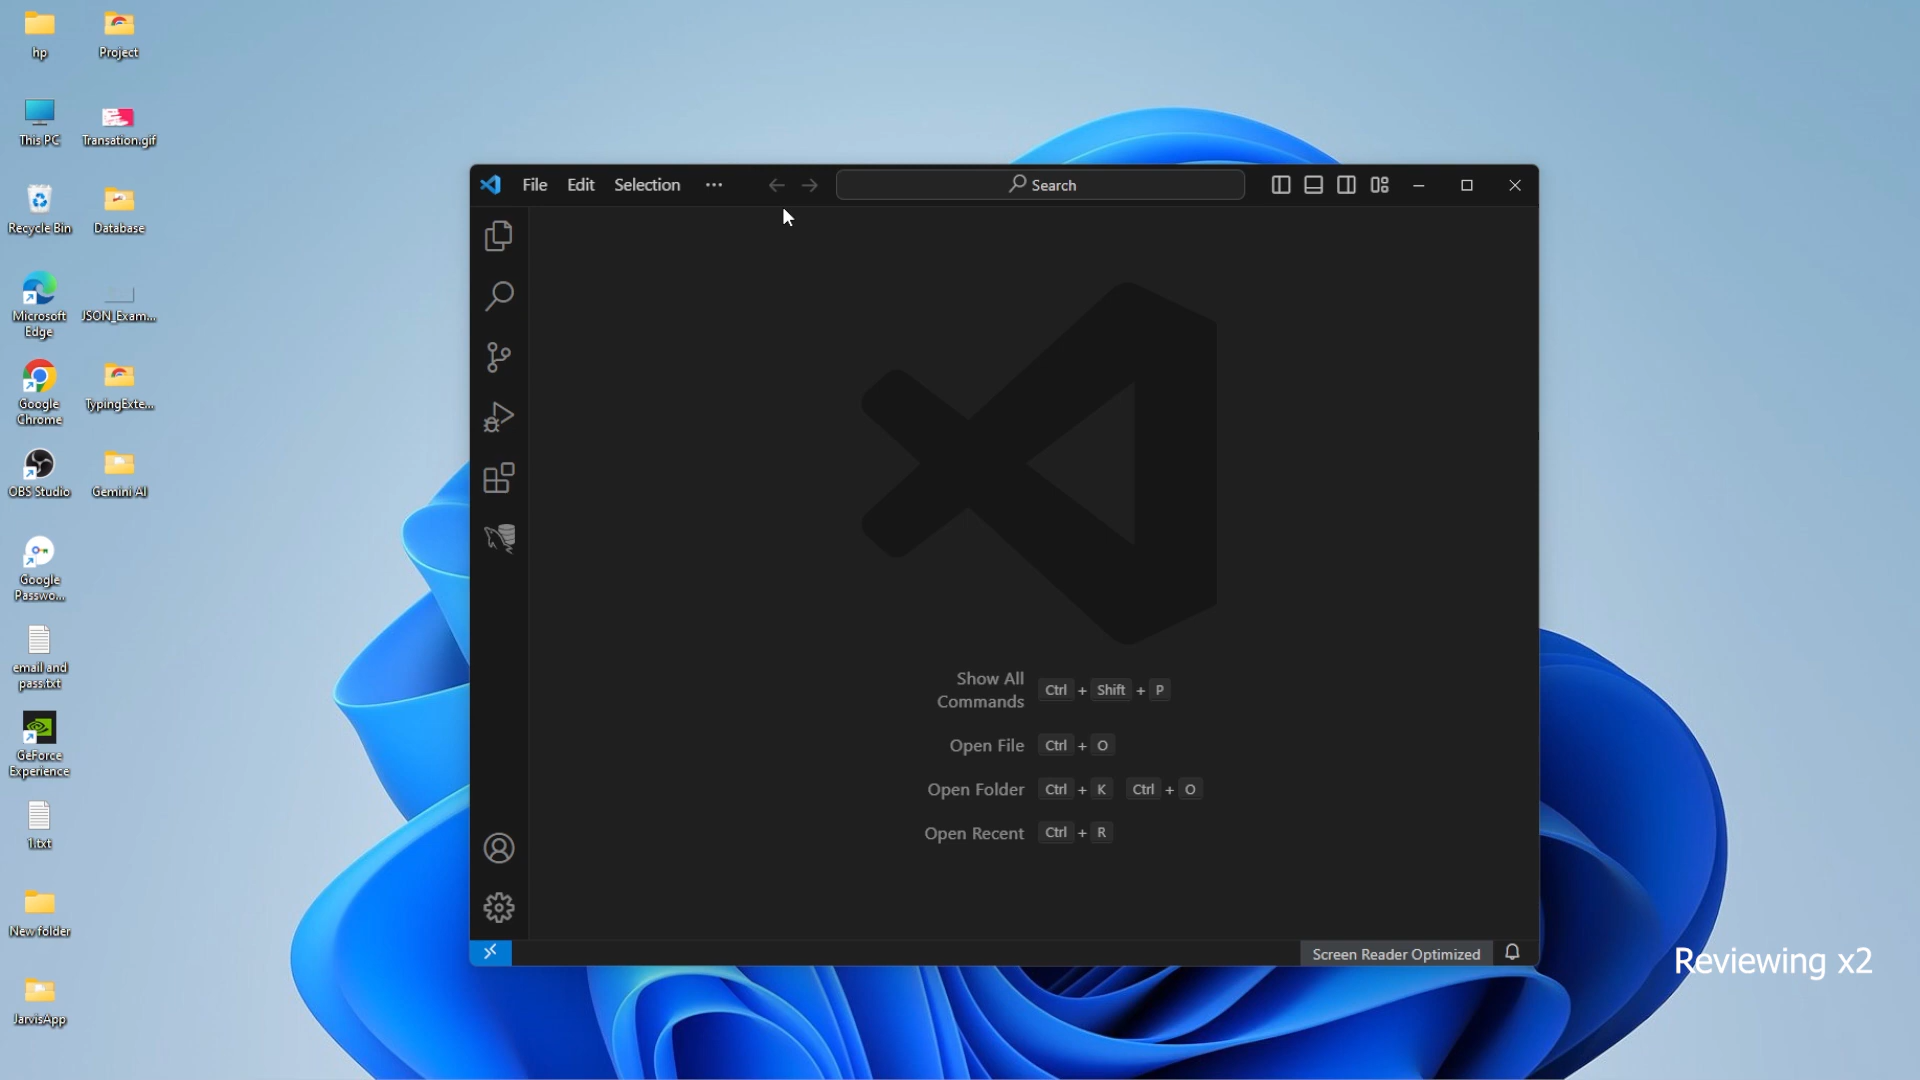 hp
Project
This PC
Transation.gif
Recycle Bin
Database
Microsoft
Edge
JSON_Exam...
Google
Chrome
TypingExte...
OBS Studio
Gemini AI
Google
Passwo...
email and
pass.txt
GeForce
Experience
1.txt
New folder
JarvisApp
File Edit Selection ··· Search
Show All
Commands Ctrl + Shift + P
Open File Ctrl + O
Open Folder Ctrl + K Ctrl + O
Open Recent Ctrl + R
Screen Reader Optimized
Reviewing x2